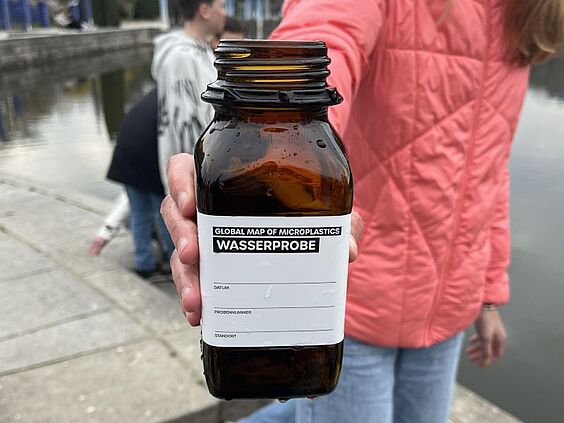 GLOBAL MAP OF MICROPLASTICS
WASSERPROBE
DATUM
PROBENNUMMER
STANDORT